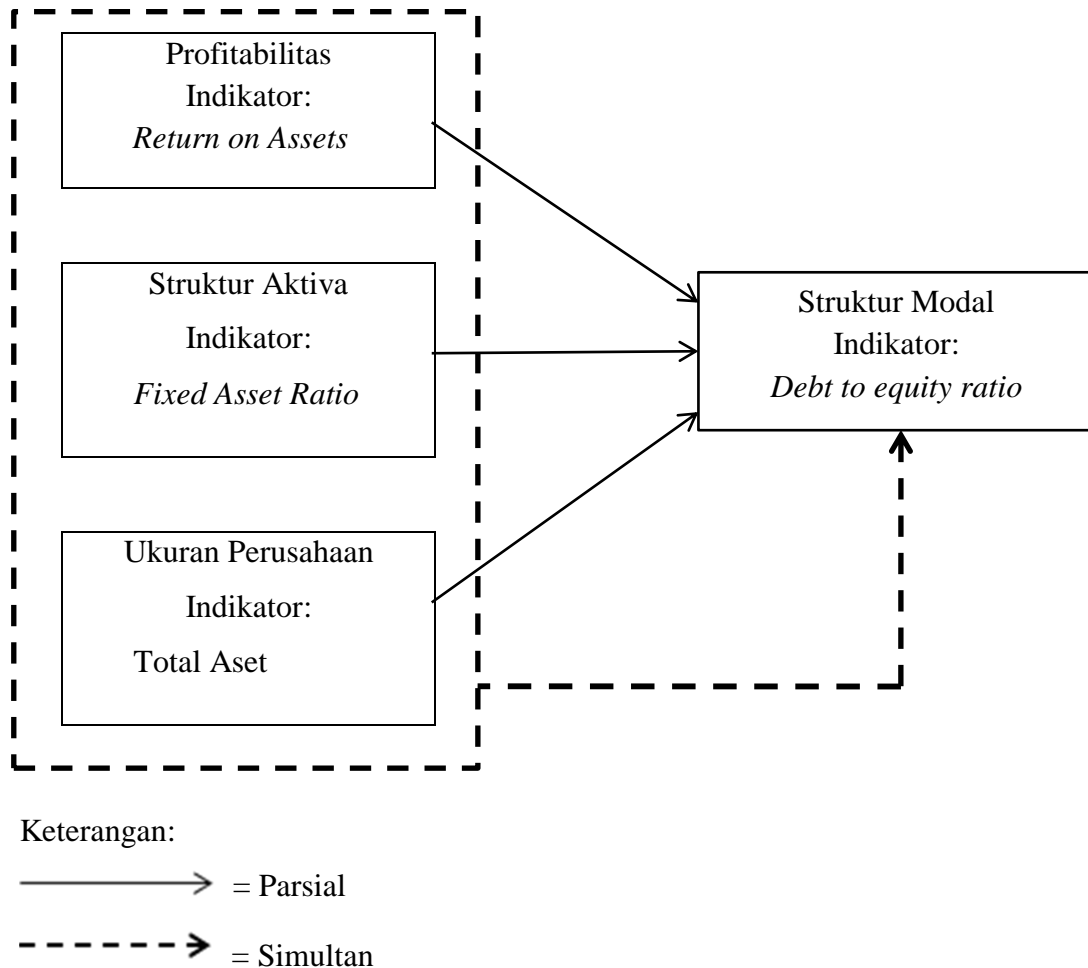 Profitabilitas
Indikator:
Return on Assets
Struktur Aktiva
Indikator:
Fixed Asset Ratio
Ukuran Perusahaan
Indikator:
Total Aset
Struktur Modal
Indikator:
Debt to equity ratio
Keterangan:
= Parsial
= Simultan